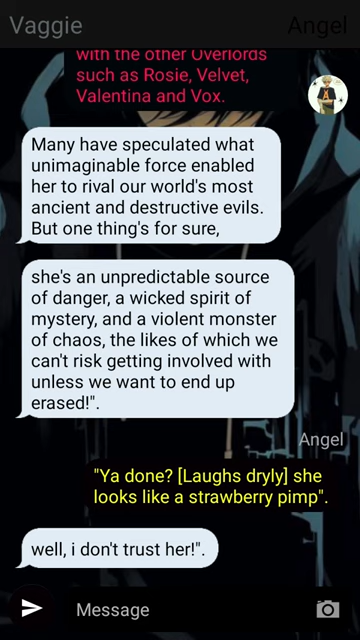 Vaggie Angel
with the other Overlords
such as Rosie, Velvet,
Valentina and Vox.
Many have speculated what
unimaginable force enabled
her to rival our world's most
ancient and destructive evils.
But one thing's for sure,
she's an unpredictable source
of danger, a wicked spirit of
mystery, and a violent monster
of chaos, the likes of which we
can't risk getting involved with
unless we want to end up
erased!".
Angel
"Ya done? [Laughs dryly] she
looks like a strawberry pimp".
well, i don't trust her!".
Message